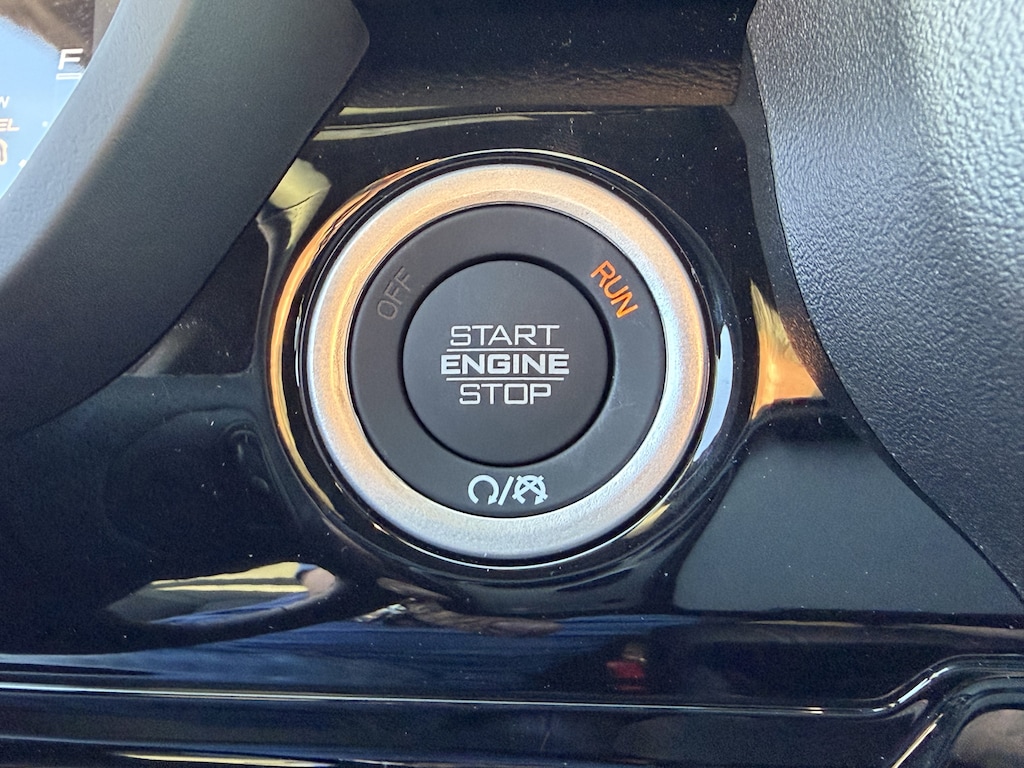 F
OFF
RUN
START
ENGINE
STOP